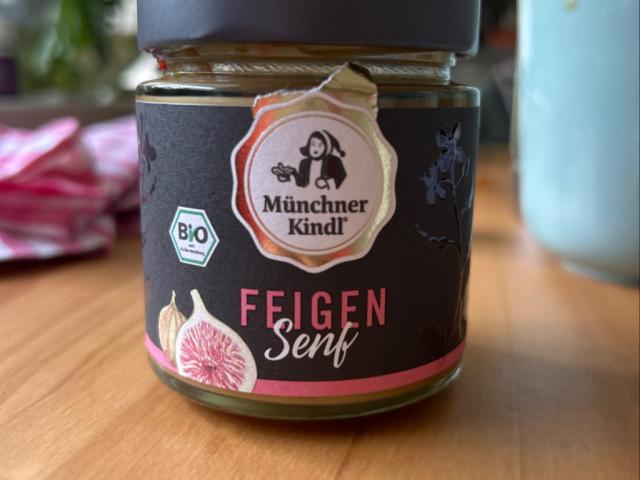 Münchner
Kindl®
BiO
FEIGEN
Senf